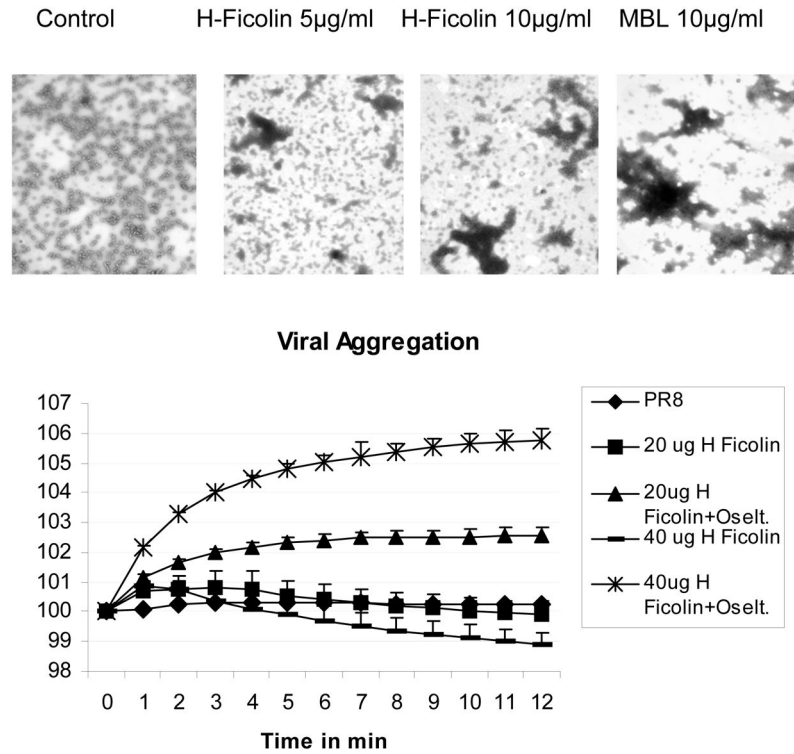 Control
H-Ficolin 5µg/ml
H-Ficolin 10µg/ml
MBL 10µg/ml
Viral Aggregation
107
106
105
104
103
102
101
100
99
98
0 1 2 3 4 5 6 7 8 9 10 11 12
Time in min
PR8
20 ug H Ficolin
20ug H
Ficolin+Oselt.
40 ug H Ficolin
40ug H
Ficolin+Oselt.